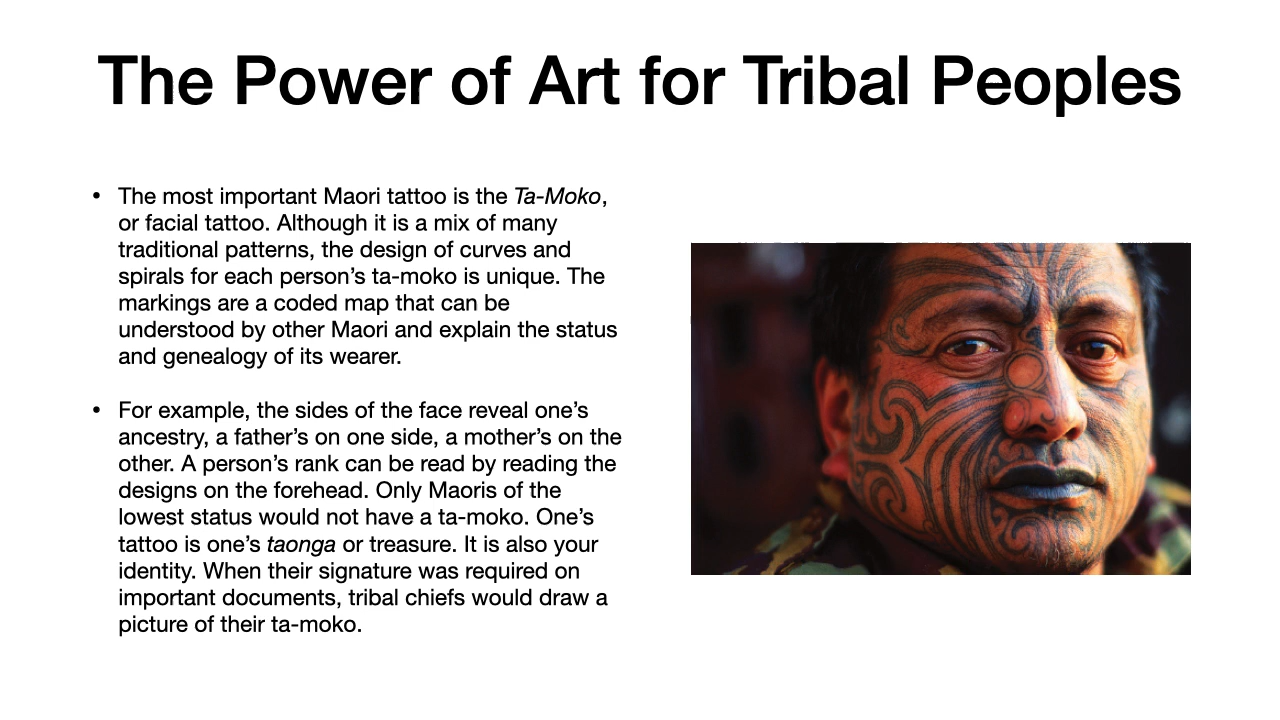 The Power of Art for Tribal Peoples
• The most important Maori tattoo is the Ta-Moko,
or facial tattoo. Although it is a mix of many
traditional patterns, the design of curves and
spirals for each person’s ta-moko is unique. The
markings are a coded map that can be
understood by other Maori and explain the status
and genealogy of its wearer.
• For example, the sides of the face reveal one’s
ancestry, a father’s on one side, a mother’s on the
other. A person’s rank can be read by reading the
designs on the forehead. Only Maoris of the
lowest status would not have a ta-moko. One’s
tattoo is one’s taonga or treasure. It is also your
identity. When their signature was required on
important documents, tribal chiefs would draw a
picture of their ta-moko.